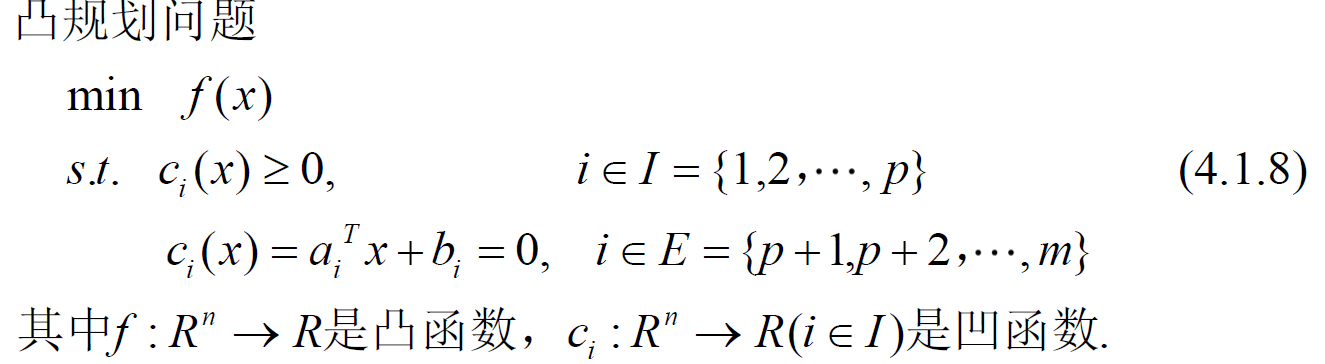 凸规划问题
min f(x)
s.t. c_i(x) ≥ 0, i ∈ I = {1,2,⋯, p} (4.1.8)
c_i(x) = a_i^T x + b_i = 0, i ∈ E = {p+1,p+2,⋯, m}
其中f : R^n → R是凸函数，c_i : R^n → R(i ∈ I)是凹函数.